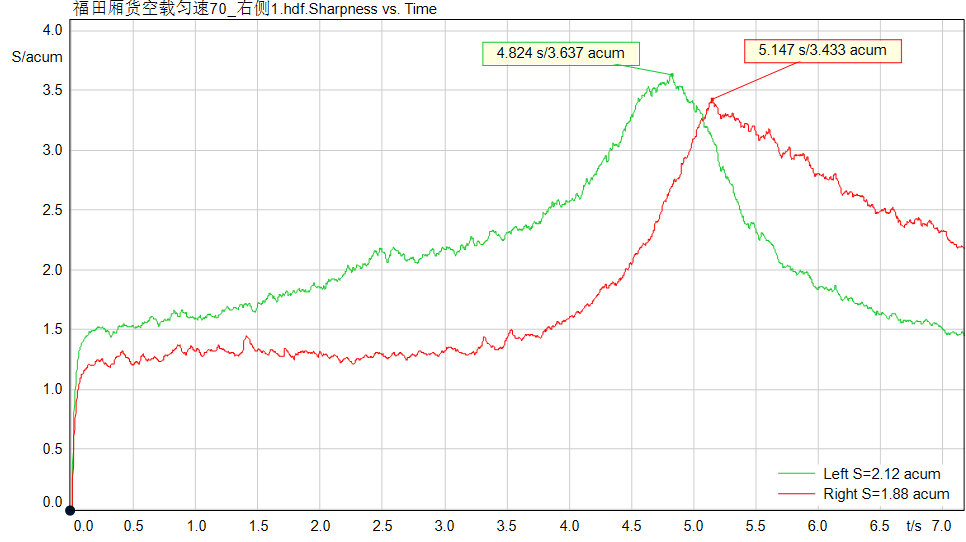 福田厢货空载匀速70_右侧1.hdf.Sharpness vs. Time
4.0
S/acum
3.5
3.0
2.5
2.0
1.5
1.0
0.5
0.0
4.824 s/3.637 acum
5.147 s/3.433 acum
Left S=2.12 acum
Right S=1.88 acum
0.0 0.5 1.0 1.5 2.0 2.5 3.0 3.5 4.0 4.5 5.0 5.5 6.0 6.5 t/s 7.0